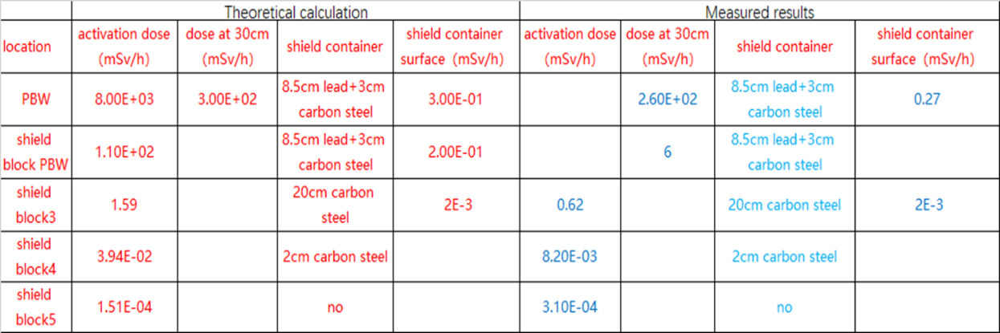 Theoretical calculation Measured results
location activation dose (mSv/h) dose at 30cm (mSv/h) shield container shield container surface (mSv/h) activation dose (mSv/h) dose at 30cm (mSv/h) shield container shield container surface (mSv/h)
PBW 8.00E+03 3.00E+02 8.5cm lead+3cm carbon steel 3.00E-01 2.60E+02 8.5cm lead+3cm carbon steel 0.27
shield block PBW 1.10E+02 8.5cm lead+3cm carbon steel 2.00E-01 6 8.5cm lead+3cm carbon steel
shield block3 1.59 20cm carbon steel 2E-3 0.62 20cm carbon steel 2E-3
shield block4 3.94E-02 2cm carbon steel 8.20E-03 2cm carbon steel
shield block5 1.51E-04 no 3.10E-04 no